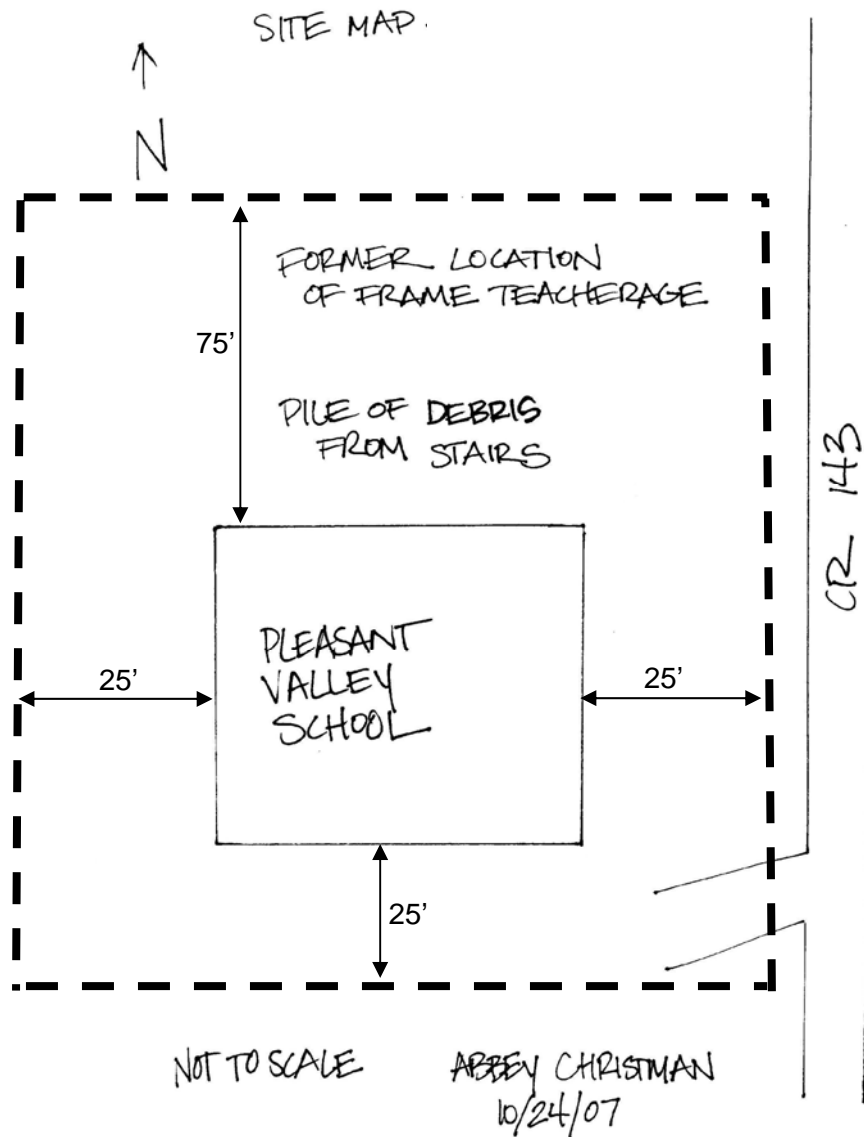 SITE MAP.
N
FORMER LOCATION
OF FRAME TEACHERAGE
75’
PILE OF DEBRIS
FROM STAIRS
CR 143
PLEASANT
VALLEY
SCHOOL
25’
25’
25’
NOT TO SCALE
ABBEY CHRISTMAN
10/24/07